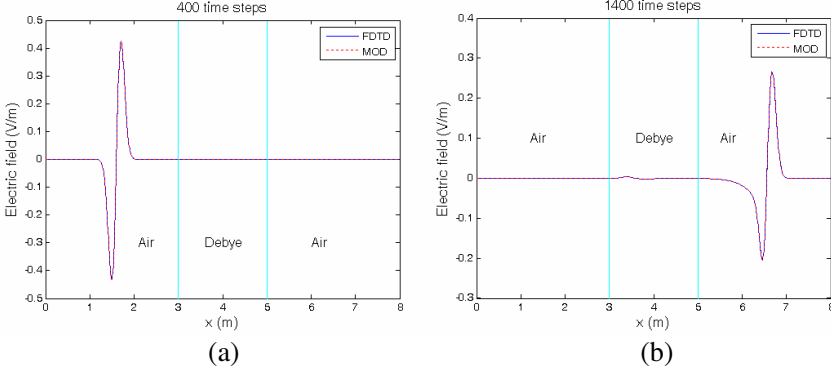 400 time steps
0.5
0.4
0.3
0.2
0.1
0
-0.1
-0.2
-0.3
-0.4
-0.5
Electric field (V/m)
FDTD
MOD
Air
Debye
Air
0 1 2 3 4 5 6 7 8
x (m)
(a)
1400 time steps
0.4
0.3
0.2
0.1
0
-0.1
-0.2
-0.3
Electric field (V/m)
FDTD
MOD
Air
Debye
Air
0 1 2 3 4 5 6 7 8
x (m)
(b)